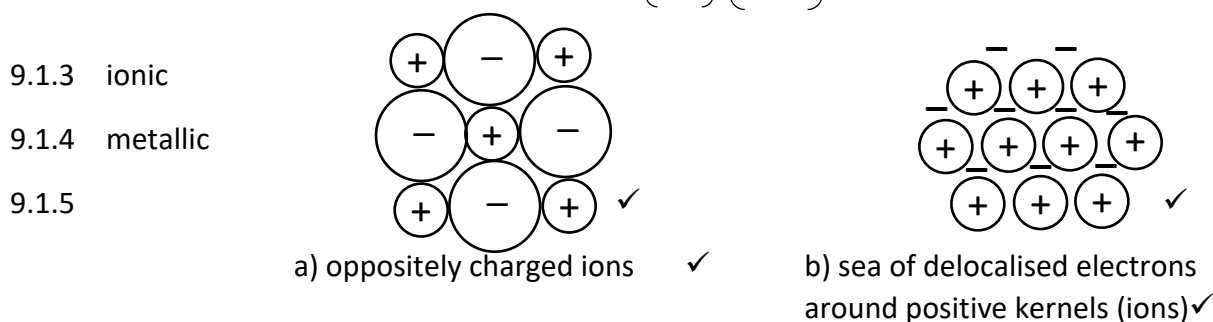 9.1.3 ionic
9.1.4 metallic
9.1.5
+ − +
− + −
+ − + ✓
a) oppositely charged ions ✓
− −
+ + +
− − − −
+ + + +
− − −
+ + + ✓
b) sea of delocalised electrons
around positive kernels (ions)✓